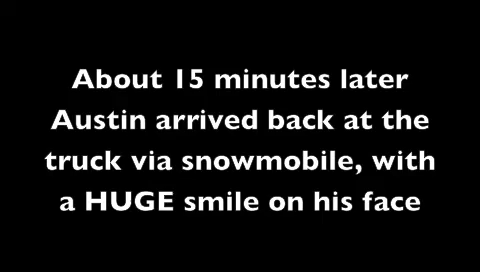 About 15 minutes later
Austin arrived back at the
truck via snowmobile, with
a HUGE smile on his face